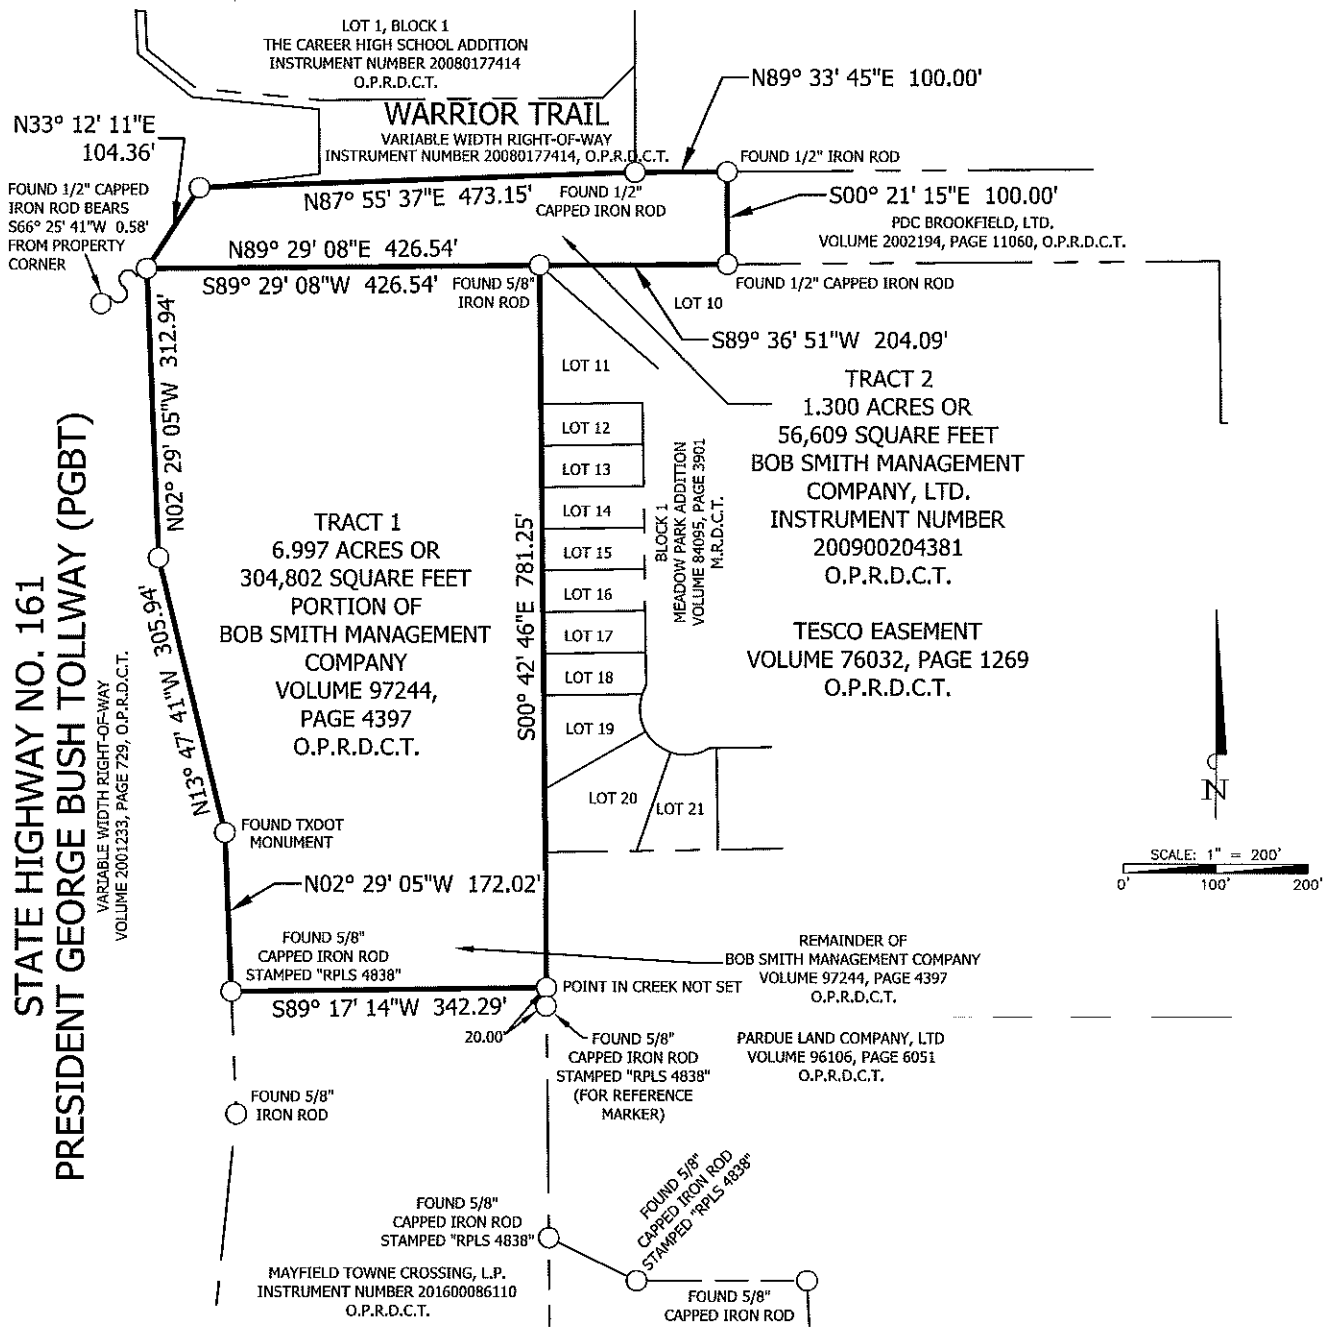 LOT 1, BLOCK 1
THE CAREER HIGH SCHOOL ADDITION
INSTRUMENT NUMBER 20080177414
O.P.R.D.C.T.
N89° 33' 45"E 100.00'
WARRIOR TRAIL
VARIABLE WIDTH RIGHT-OF-WAY
INSTRUMENT NUMBER 20080177414, O.P.R.D.C.T.
N33° 12' 11"E
104.36'
FOUND 1/2" IRON ROD
FOUND 1/2" CAPPED
IRON ROD BEARS
S66° 25' 41"W 0.58'
FROM PROPERTY
CORNER
N87° 55' 37"E 473.15'
FOUND 1/2"
CAPPED IRON ROD
S00° 21' 15"E 100.00'
PDC BROOKFIELD, LTD.
VOLUME 2002194, PAGE 11060, O.P.R.D.C.T.
N89° 29' 08"E 426.54'
S89° 29' 08"W 426.54'
FOUND 5/8"
IRON ROD
FOUND 1/2" CAPPED IRON ROD
LOT 10
S89° 36' 51"W 204.09'
N02° 29' 05"W 312.94'
LOT 11
LOT 12
LOT 13
LOT 14
LOT 15
LOT 16
LOT 17
LOT 18
LOT 19
LOT 20
LOT 21
BLOCK 1
MEADOW PARK ADDITION
VOLUME 84095, PAGE 3901
M.R.D.C.T.
TRACT 2
1.300 ACRES OR
56,609 SQUARE FEET
BOB SMITH MANAGEMENT
COMPANY, LTD.
INSTRUMENT NUMBER
200900204381
O.P.R.D.C.T.
TESCO EASEMENT
VOLUME 76032, PAGE 1269
O.P.R.D.C.T.
TRACT 1
6.997 ACRES OR
304,802 SQUARE FEET
PORTION OF
BOB SMITH MANAGEMENT
COMPANY
VOLUME 97244,
PAGE 4397
O.P.R.D.C.T.
S00° 42' 46"E 781.25'
STATE HIGHWAY NO. 161
PRESIDENT GEORGE BUSH TOLLWAY (PGBT)
VARIABLE WIDTH RIGHT-OF-WAY
VOLUME 2001233, PAGE 729, O.P.R.D.C.T.
N13° 47' 41"W 305.94'
FOUND TXDOT
MONUMENT
N02° 29' 05"W 172.02'
N
SCALE: 1" = 200'
0'
100'
200'
FOUND 5/8"
CAPPED IRON ROD
STAMPED "RPLS 4838"
REMAINDER OF
BOB SMITH MANAGEMENT COMPANY
VOLUME 97244, PAGE 4397
O.P.R.D.C.T.
POINT IN CREEK NOT SET
S89° 17' 14"W 342.29'
20.00'
FOUND 5/8"
CAPPED IRON ROD
STAMPED "RPLS 4838"
(FOR REFERENCE
MARKER)
PARDUE LAND COMPANY, LTD
VOLUME 96106, PAGE 6051
O.P.R.D.C.T.
FOUND 5/8"
IRON ROD
FOUND 5/8"
CAPPED IRON ROD
STAMPED "RPLS 4838"
FOUND 5/8"
CAPPED IRON ROD
STAMPED "RPLS 4838"
MAYFIELD TOWNE CROSSING, L.P.
INSTRUMENT NUMBER 201600086110
O.P.R.D.C.T.
FOUND 5/8"
CAPPED IRON ROD